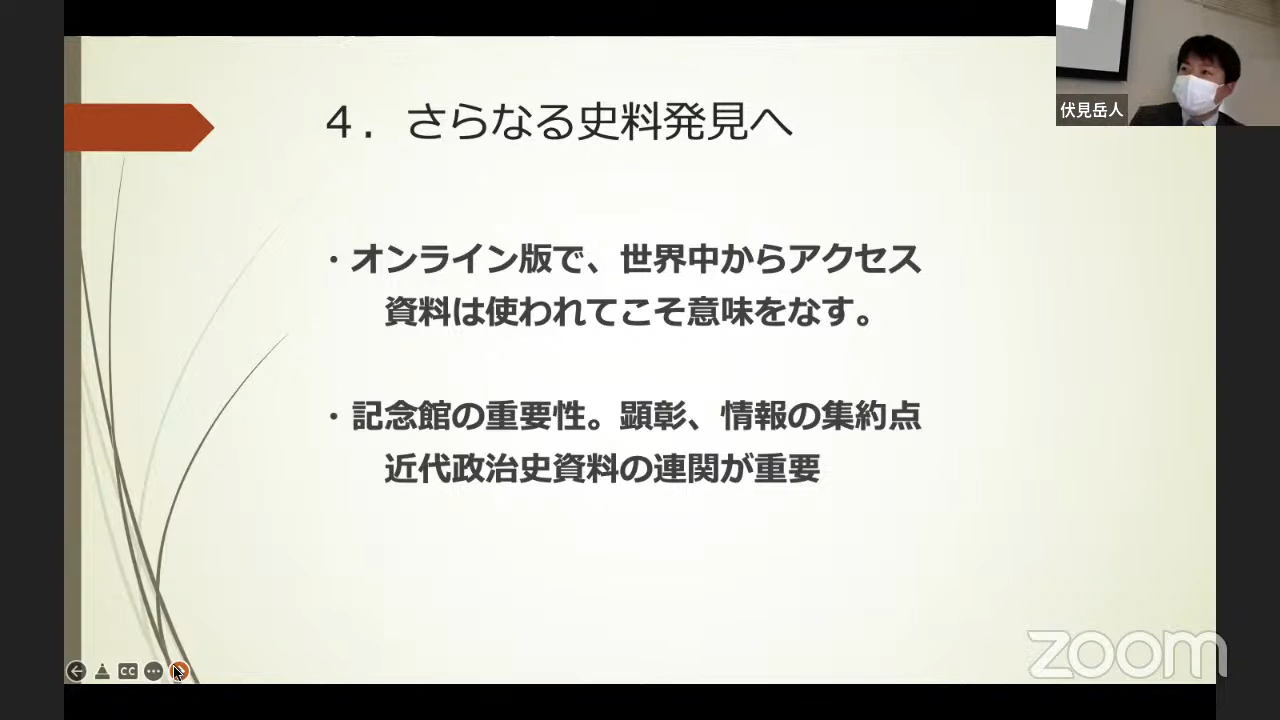 ４．さらなる史料発見へ
伏見岳人
・オンライン版で、世界中からアクセス
資料は使われてこそ意味をなす。
・記念館の重要性。顕彰、情報の集約点
近代政治史資料の連関が重要
CC
zoom